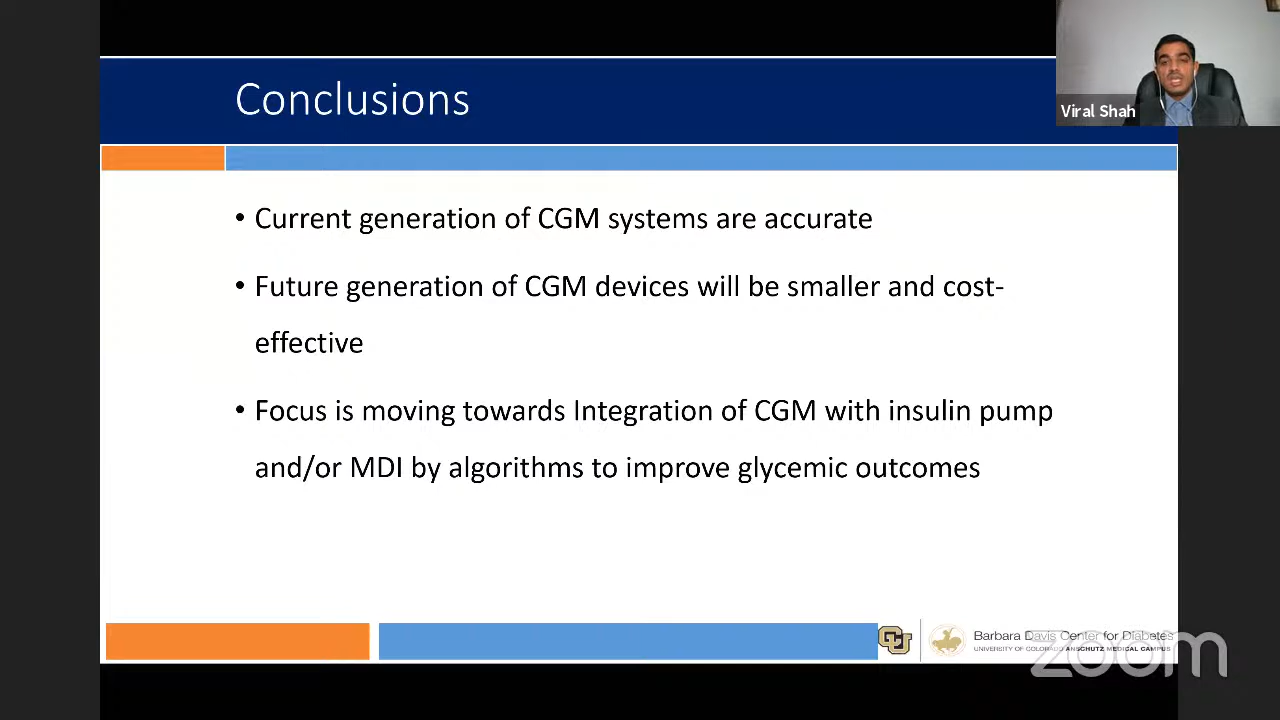 Conclusions
Viral Shah
• Current generation of CGM systems are accurate
• Future generation of CGM devices will be smaller and cost-
effective
• Focus is moving towards Integration of CGM with insulin pump
and/or MDI by algorithms to improve glycemic outcomes
CU
Barbara Davis Center for Diabetes
UNIVERSITY OF COLORADO ANSCHUTZ MEDICAL CAMPUS
zoom